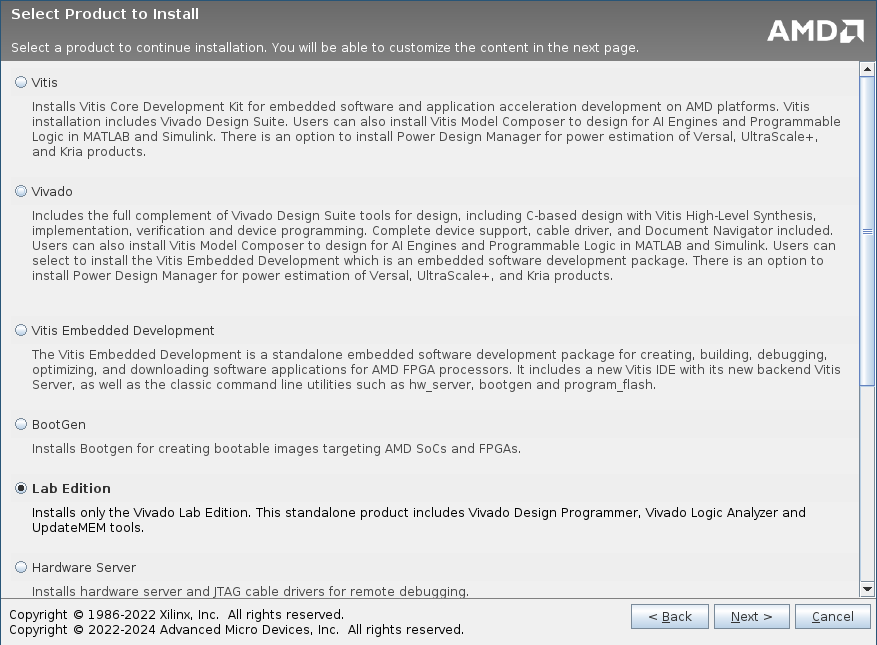 Select Product to Install
Select a product to continue installation. You will be able to customize the content in the next page.
AMD
Vitis
Installs Vitis Core Development Kit for embedded software and application acceleration development on AMD platforms. Vitis
installation includes Vivado Design Suite. Users can also install Vitis Model Composer to design for AI Engines and Programmable
Logic in MATLAB and Simulink. There is an option to install Power Design Manager for power estimation of Versal, UltraScale+,
and Kria products.
Vivado
Includes the full complement of Vivado Design Suite tools for design, including C-based design with Vitis High-Level Synthesis,
implementation, verification and device programming. Complete device support, cable driver, and Document Navigator included.
Users can also install Vitis Model Composer to design for AI Engines and Programmable Logic in MATLAB and Simulink. Users can
select to install the Vitis Embedded Development which is an embedded software development package. There is an option to
install Power Design Manager for power estimation of Versal, UltraScale+, and Kria products.
Vitis Embedded Development
The Vitis Embedded Development is a standalone embedded software development package for creating, building, debugging,
optimizing, and downloading software applications for AMD FPGA processors. It includes a new Vitis IDE with its new backend Vitis
Server, as well as the classic command line utilities such as hw_server, bootgen and program_flash.
BootGen
Installs Bootgen for creating bootable images targeting AMD SoCs and FPGAs.
Lab Edition
Installs only the Vivado Lab Edition. This standalone product includes Vivado Design Programmer, Vivado Logic Analyzer and
UpdateMEM tools.
Hardware Server
Installs hardware server and JTAG cable drivers for remote debugging.
Copyright © 1986-2022 Xilinx, Inc.  All rights reserved.
Copyright © 2022-2024 Advanced Micro Devices, Inc.  All rights reserved.
< Back
Next >
Cancel